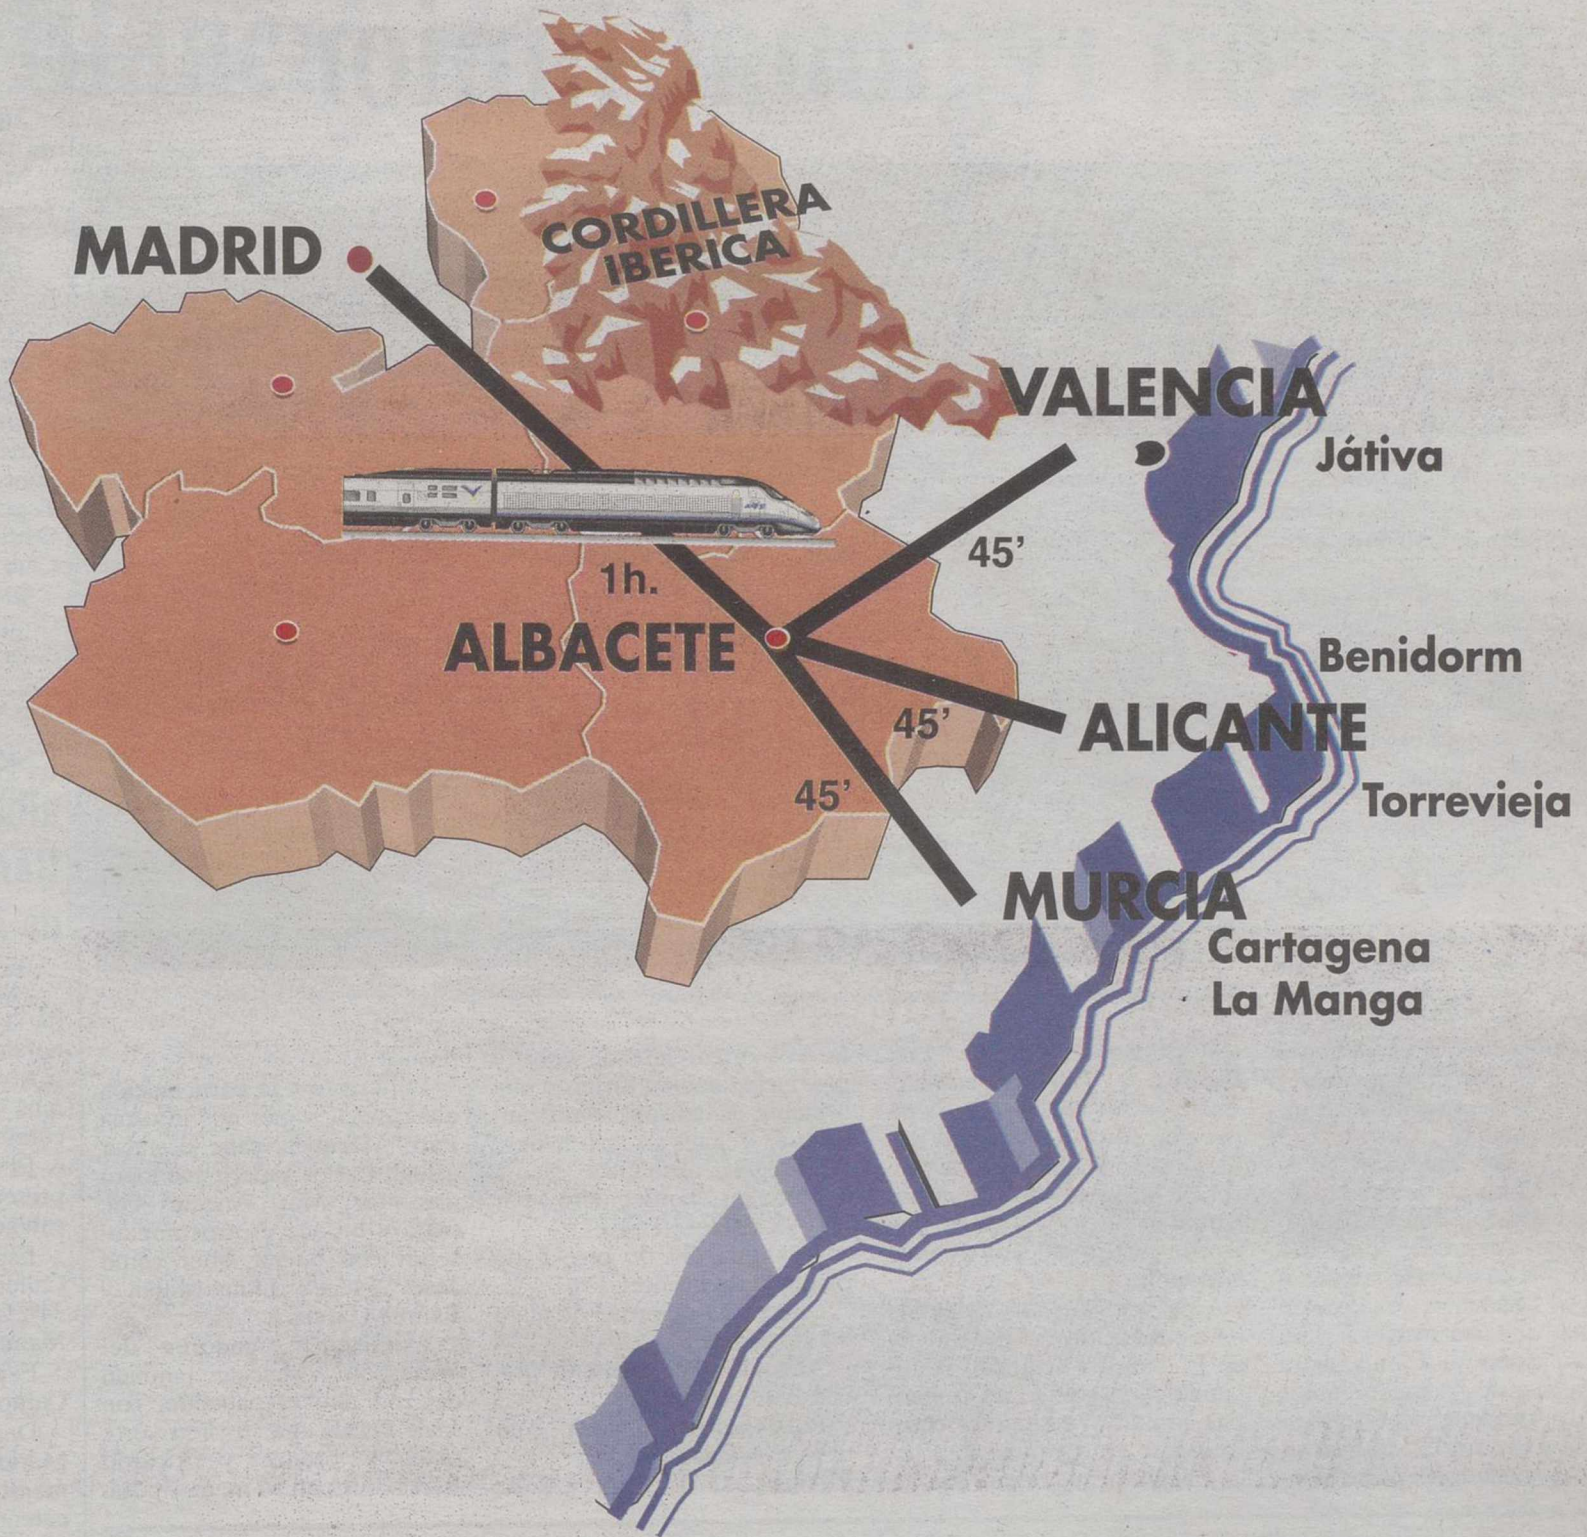 CORDILLERA
IBERICA
MADRID
VALENCIA
Játiva
45'
1h.
ALBACETE
Benidorm
45'
ALICANTE
45'
Torrevieja
MURCIA
Cartagena
La Manga